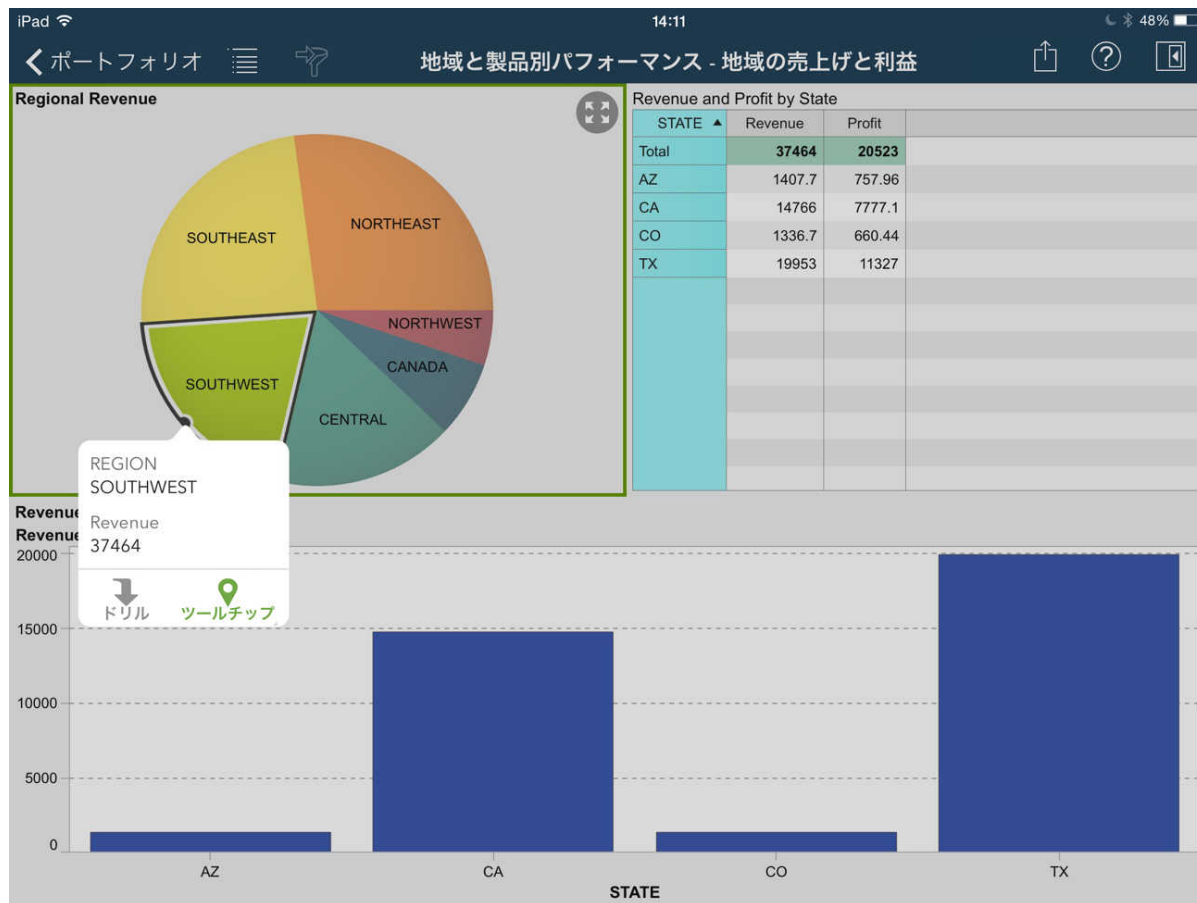 iPad 14:11 48%
ポートフォリオ 地域と製品別パフォーマンス - 地域の売上げと利益
Regional Revenue
SOUTHEAST
NORTHEAST
NORTHWEST
CANADA
SOUTHWEST
CENTRAL
REGION
SOUTHWEST
Revenue
37464
ドリル ツールチップ
Revenue and Profit by State
STATE Revenue Profit
Total 37464 20523
AZ 1407.7 757.96
CA 14766 7777.1
CO 1336.7 660.44
TX 19953 11327
Revenue
Revenue
20000
15000
10000
5000
0
AZ CA CO TX
STATE